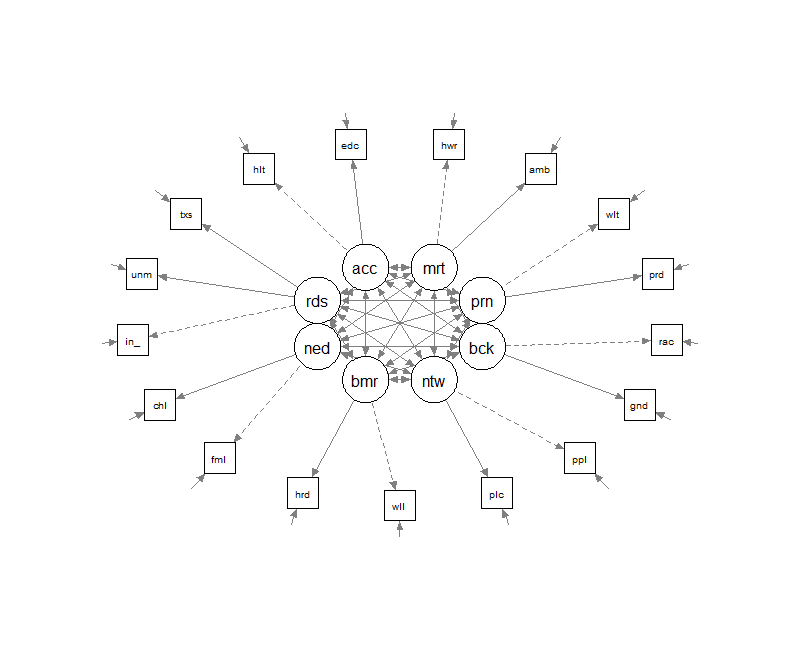 edc
hwr
hlt
amb
txs
wlt
acc
mrt
unm
prd
rds
prn
in_
rac
ned
bck
bmr
ntw
chl
gnd
fml
ppl
hrd
plc
wll